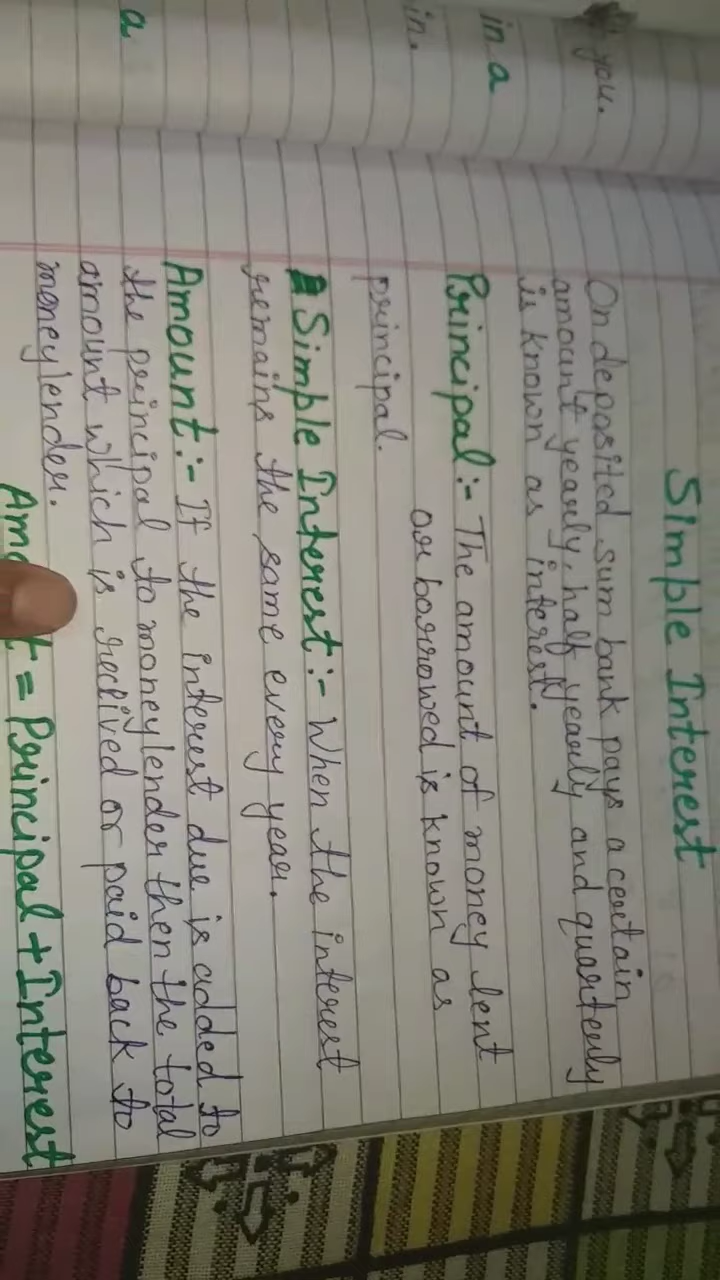 you.
in a
in.
a
Simple Interest
On deposited sum bank pays a certain
amount yearly, half yearly and quarterly
is known as interest.
Principal :- The amount of money lent
or borrowed is known as
principal.
Simple Interest :- When the interest
remains the same every year.
Amount :- If the interest due is added to
the principal to moneylender then the total
amount which is received or paid back to
moneylender.
= Principal + Interest